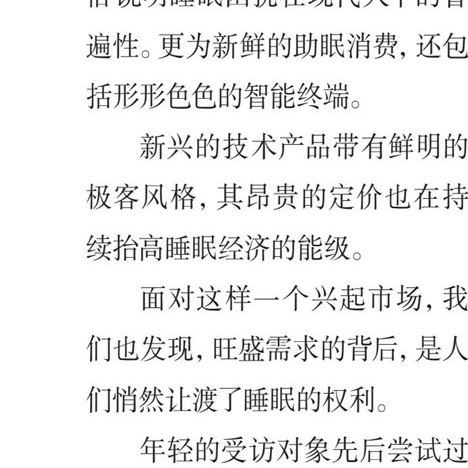 遍性。更为新鲜的助眠消费，还包
括形形色色的智能终端。
新兴的技术产品带有鲜明的
极客风格，其昂贵的定价也在持
续抬高睡眠经济的能级。
面对这样一个兴起市场，我
们也发现，旺盛需求的背后，是人
们悄然让渡了睡眠的权利。
年轻的受访对象先后尝试过